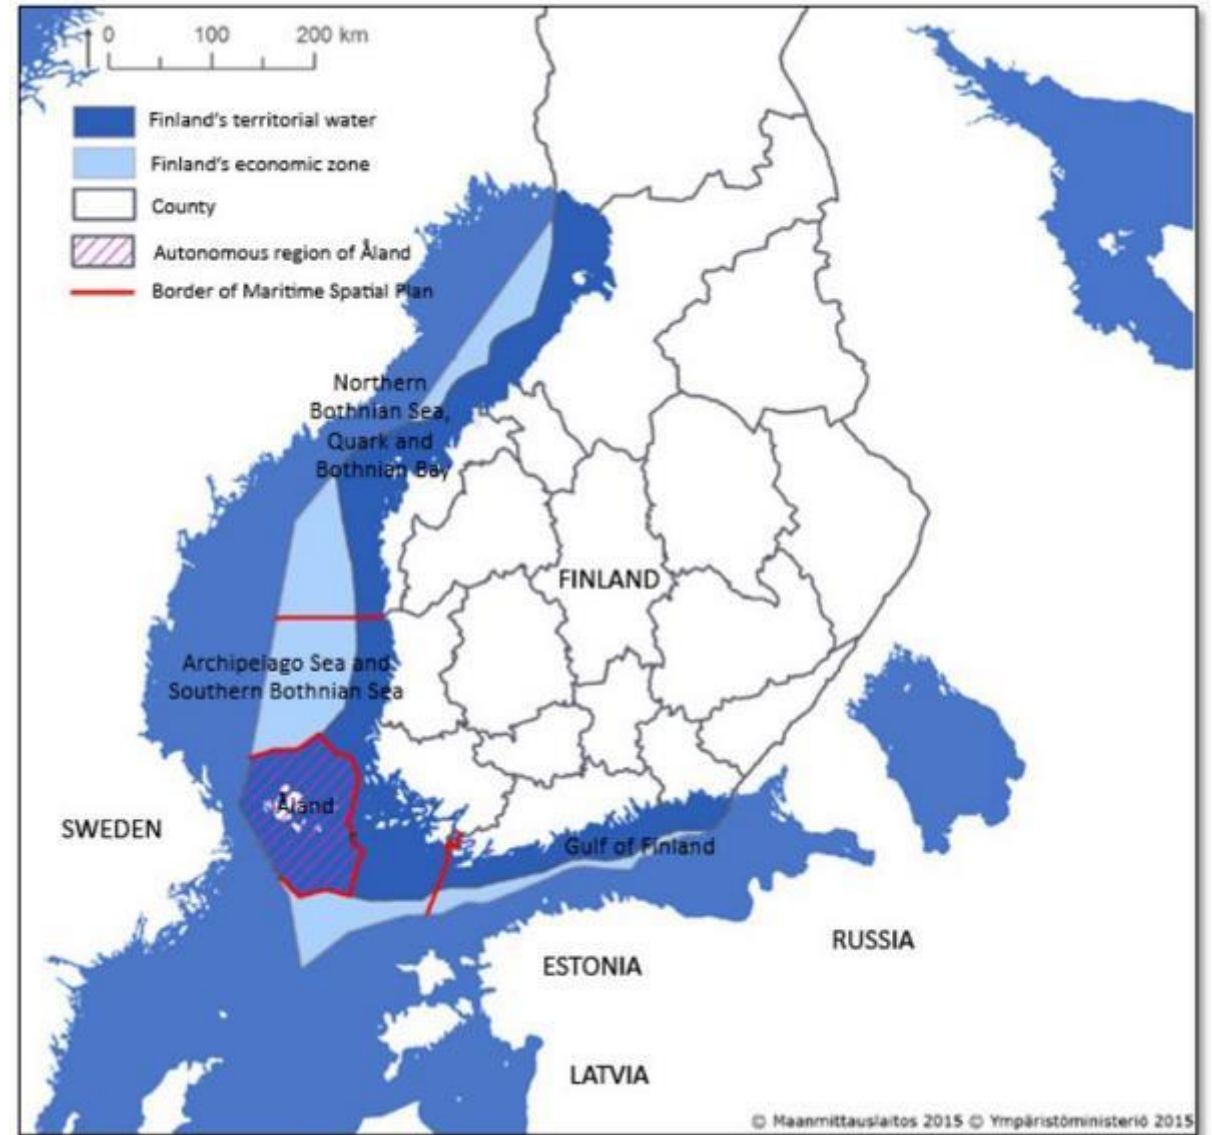 0 100 200 km
Finland's territorial water
Finland's economic zone
County
Autonomous region of Åland
Border of Maritime Spatial Plan
Northern
Bothnian Sea,
Quark and
Bothnian Bay
FINLAND
Archipelago Sea and
Southern Bothnian Sea
Åland
SWEDEN
Gulf of Finland
RUSSIA
ESTONIA
LATVIA
© Maanmittauslaitos 2015 © Ympäristöministeriö 2015